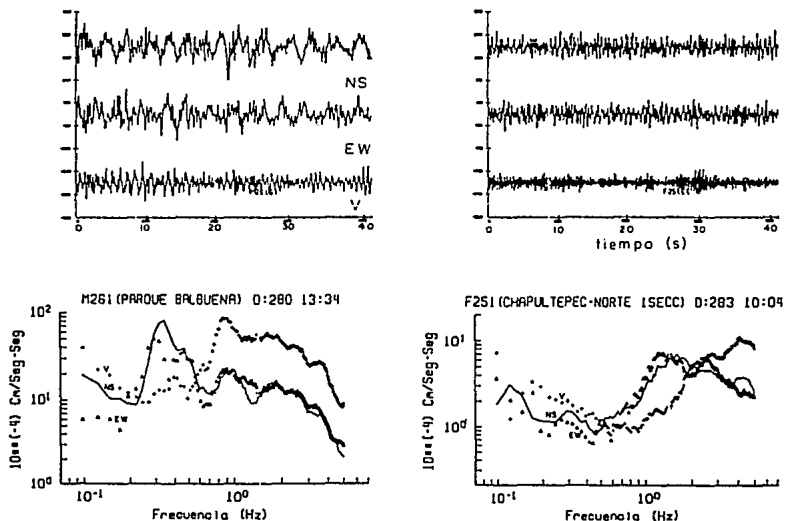 NS
EW
V
0 10 20 30 40
0 10 20 30 40
tiempo (s)
M261(PARQUE BALBUENA) D:280 13:34
10**(-4) Cm/Seg-Seg
10²
10¹
10⁰
V
NS
EW
10⁻¹ 10⁰
Frecuencia (Hz)
F251(CHAPULTEPEC-NORTE 1SECC) D:283 10:04
10**(-4) Cm/Seg-Seg
10¹
10⁰
V
NS
EW
10⁻¹ 10⁰
Frecuencia (Hz)